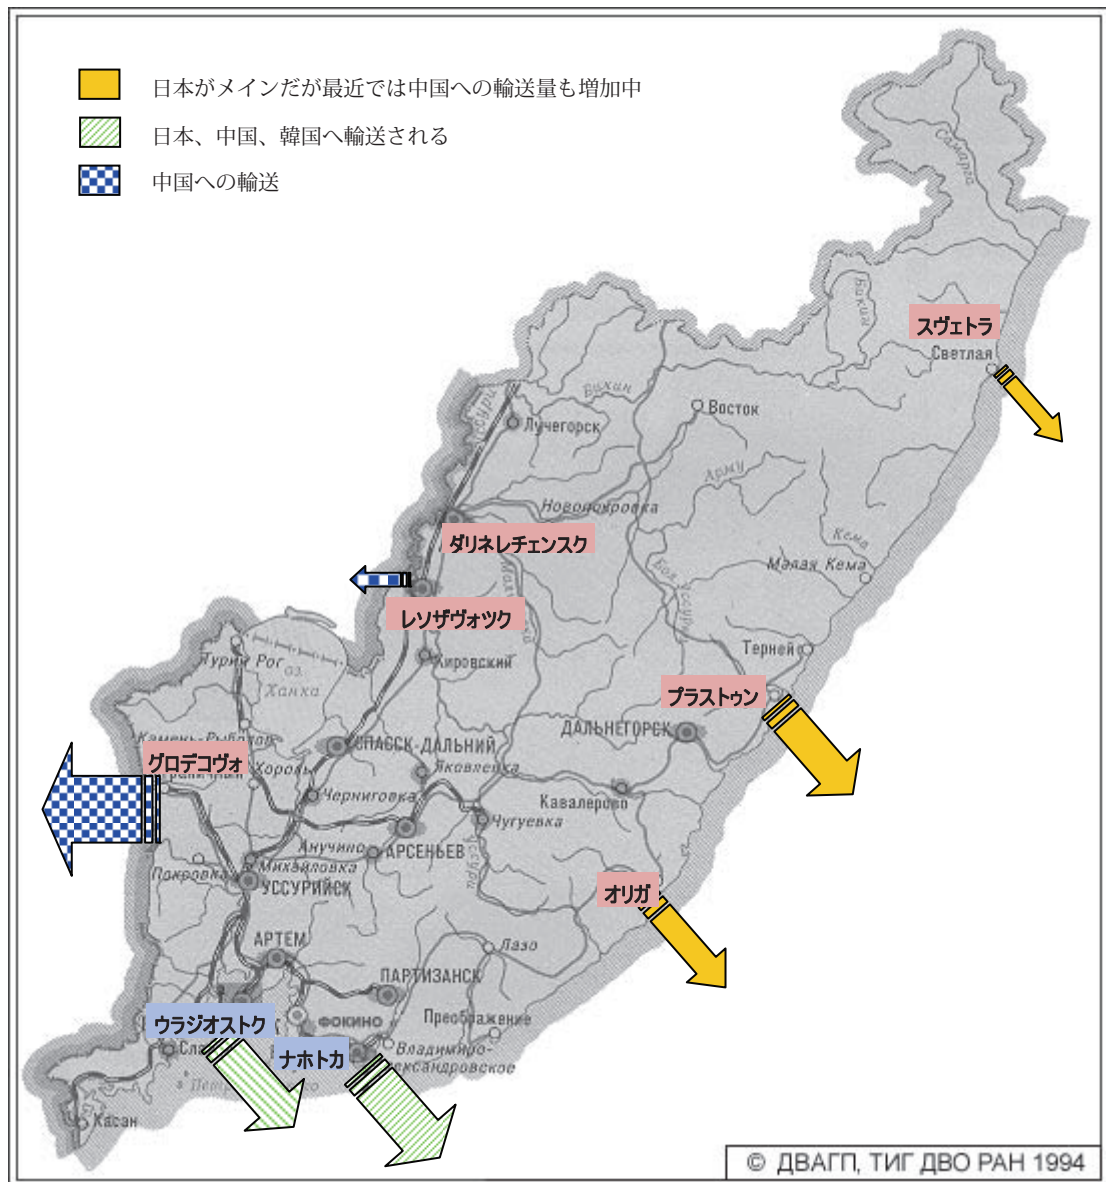 日本がメインだが最近では中国への輸送量も増加中
日本、中国、韓国へ輸送される
中国への輸送
Самарга
Бикин
スヴェトラ
Светлая
Бикин
Восток
Лучегорск
Арму
Новопокровка
ダリネレチェンスク
Кема
Малая Кема
レソザヴォツク
Кировский
Турий Рог
оз.
Ханка
Терней
プラストゥン
ДАЛЬНЕГОРСК
СПАССК-ДАЛЬНИЙ
グロデコヴォ
Хороль
Яковлевка
Черниговка
Кавалерово
Чугуевка
Анучино
АРСЕНЬЕВ
Михайловка
Покровка
УССУРИЙСК
Уссури
オリガ
АРТЕМ
Лазо
ПАРТИЗАНСК
ウラジオストク
ФОКИНО
Преображение
ナホトカ
Владимиро-
Хасан
© ДВАГП, ТИГ ДВО РАН 1994